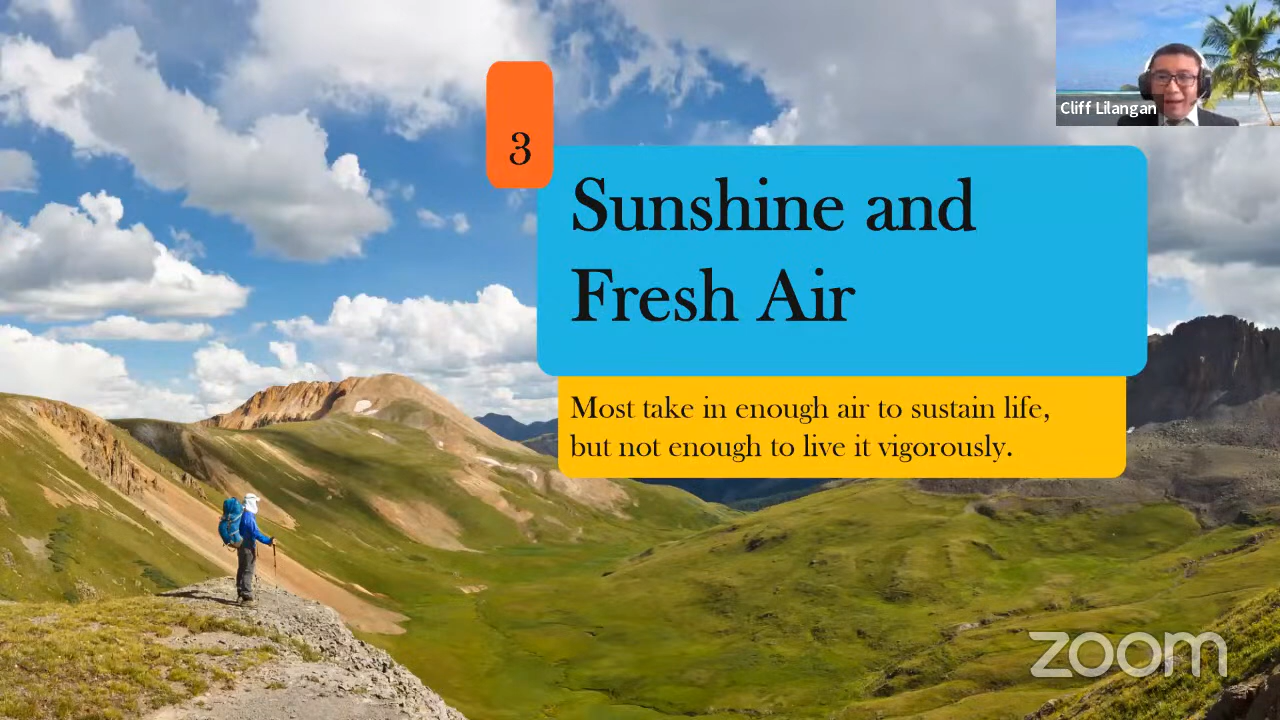 Cliff Lilangan
3
Sunshine and
Fresh Air
Most take in enough air to sustain life,
but not enough to live it vigorously.
zoom